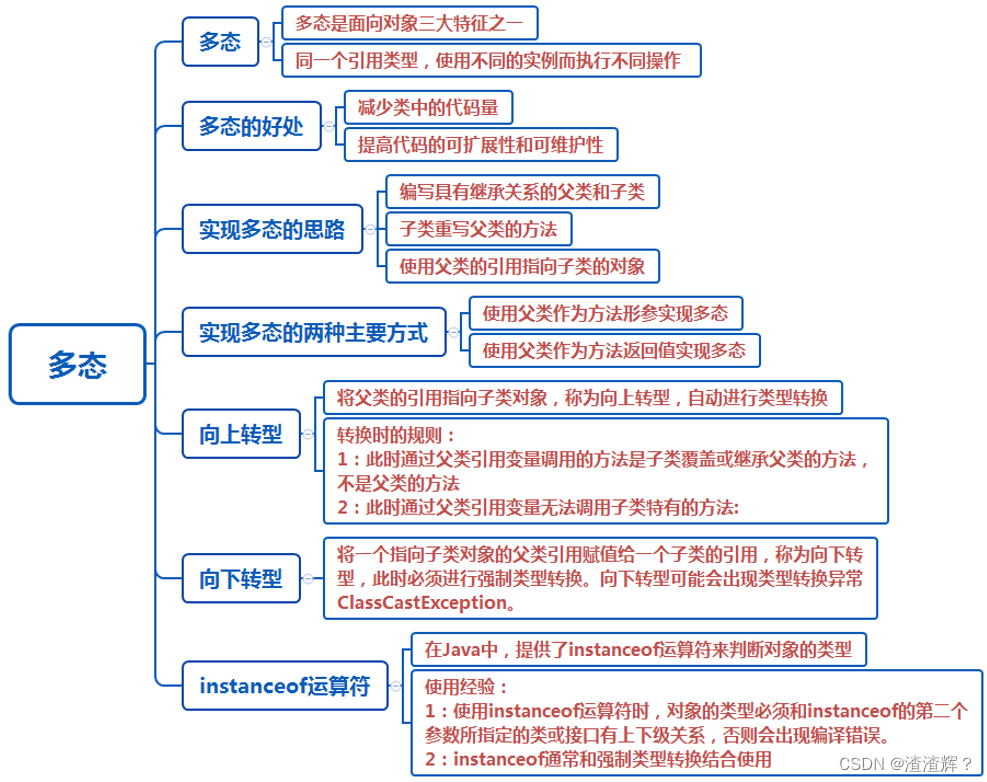 多态
多态
多态是面向对象三大特征之一
同一个引用类型，使用不同的实例而执行不同操作
多态的好处
减少类中的代码量
提高代码的可扩展性和可维护性
实现多态的思路
编写具有继承关系的父类和子类
子类重写父类的方法
使用父类的引用指向子类的对象
实现多态的两种主要方式
使用父类作为方法形参实现多态
使用父类作为方法返回值实现多态
向上转型
将父类的引用指向子类对象，称为向上转型，自动进行类型转换
转换时的规则：
1：此时通过父类引用变量调用的方法是子类覆盖或继承父类的方法，
不是父类的方法
2：此时通过父类引用变量无法调用子类特有的方法:
向下转型
将一个指向子类对象的父类引用赋值给一个子类的引用，称为向下转
型，此时必须进行强制类型转换。向下转型可能会出现类型转换异常
ClassCastException。
instanceof运算符
在Java中，提供了instanceof运算符来判断对象的类型
使用经验：
1：使用instanceof运算符时，对象的类型必须和instanceof的第二个
参数所指定的类或接口有上下级关系，否则会出现编译错误。
2：instanceof通常和强制类型转换结合使用
CSDN @渣渣辉？